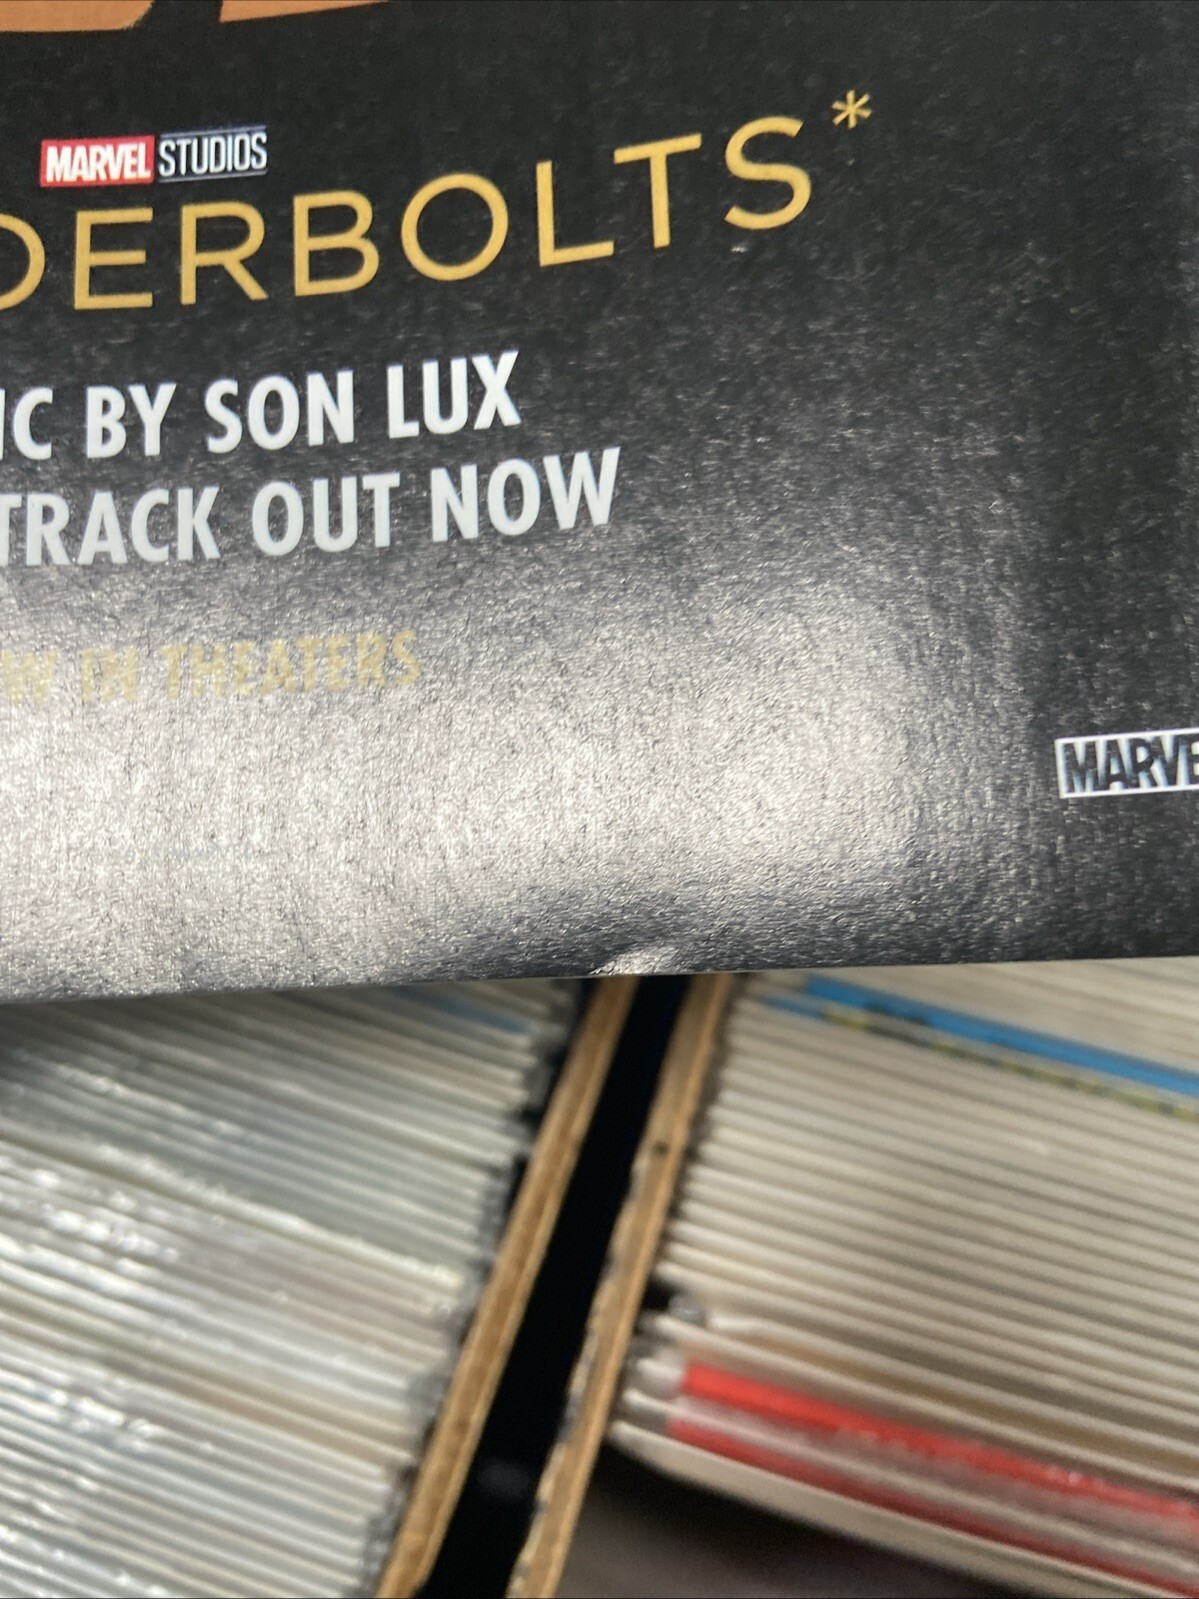 MARVEL STUDIOS
DERBOLTS*
IC BY SON LUX
TRACK OUT NOW
W IN THEATERS
MARVE